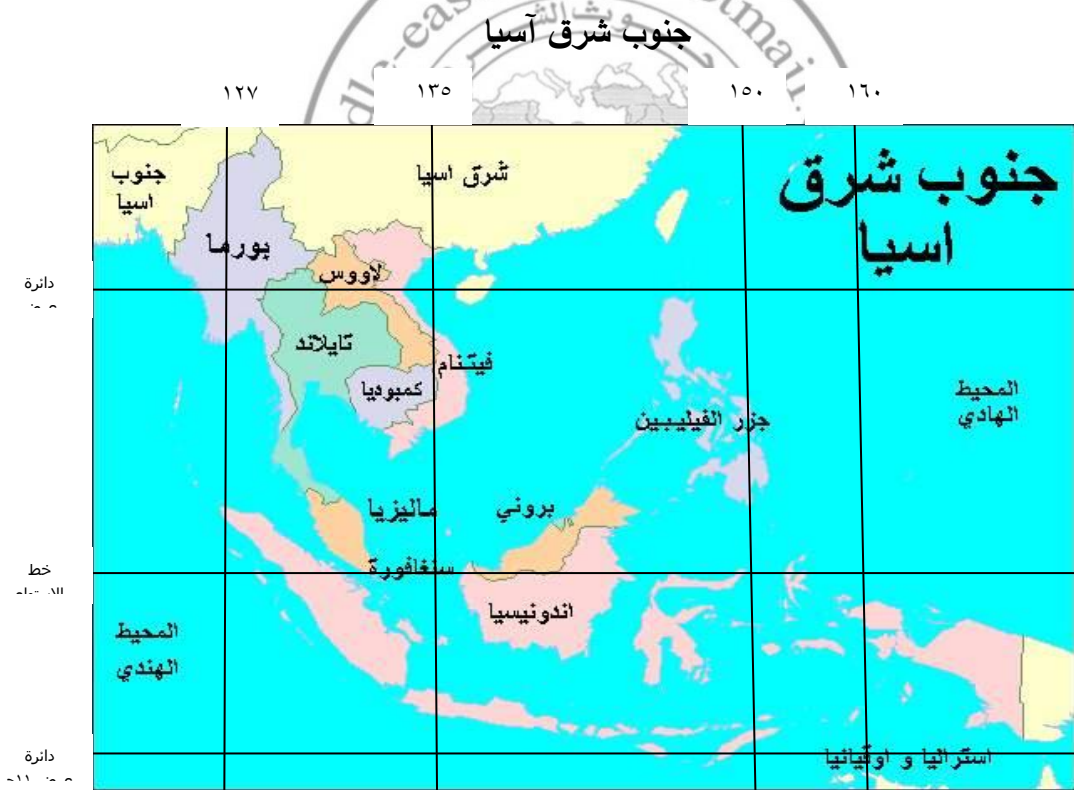 جنوب شرق آسيا
١٢٧
١٣٥
١٥٠
١٦٠
جنوب شرق
اسيا
جنوب
اسيا
شرق اسيا
بورما
لاووس
دائرة
تايلاند
فيتنام
كمبوديا
المحيط
الهادي
جزر الفيليبين
ماليزيا
بروني
سنغافورة
خط
اندونيسيا
المحيط
الهندي
دائرة
استراليا و اوقيانيا